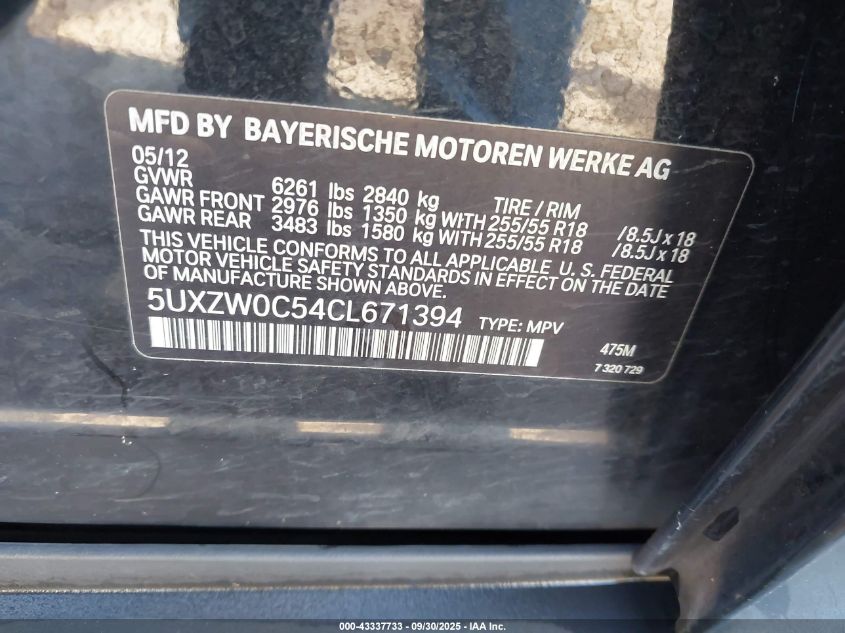 MFD BY BAYERISCHE MOTOREN WERKE AG
05/12
GVWR 6261 lbs 2840 kg TIRE / RIM
GAWR FRONT 2976 lbs 1350 kg WITH 255/55 R18 /8.5J x 18
GAWR REAR 3483 lbs 1580 kg WITH 255/55 R18 /8.5J x 18
THIS VEHICLE CONFORMS TO ALL APPLICABLE U. S. FEDERAL
MOTOR VEHICLE SAFETY STANDARDS IN EFFECT ON THE DATE
OF MANUFACTURE SHOWN ABOVE.
5UXZW0C54CL671394 TYPE: MPV
475M
7 320 729
000-43337733 - 09/30/2025 - IAA Inc.